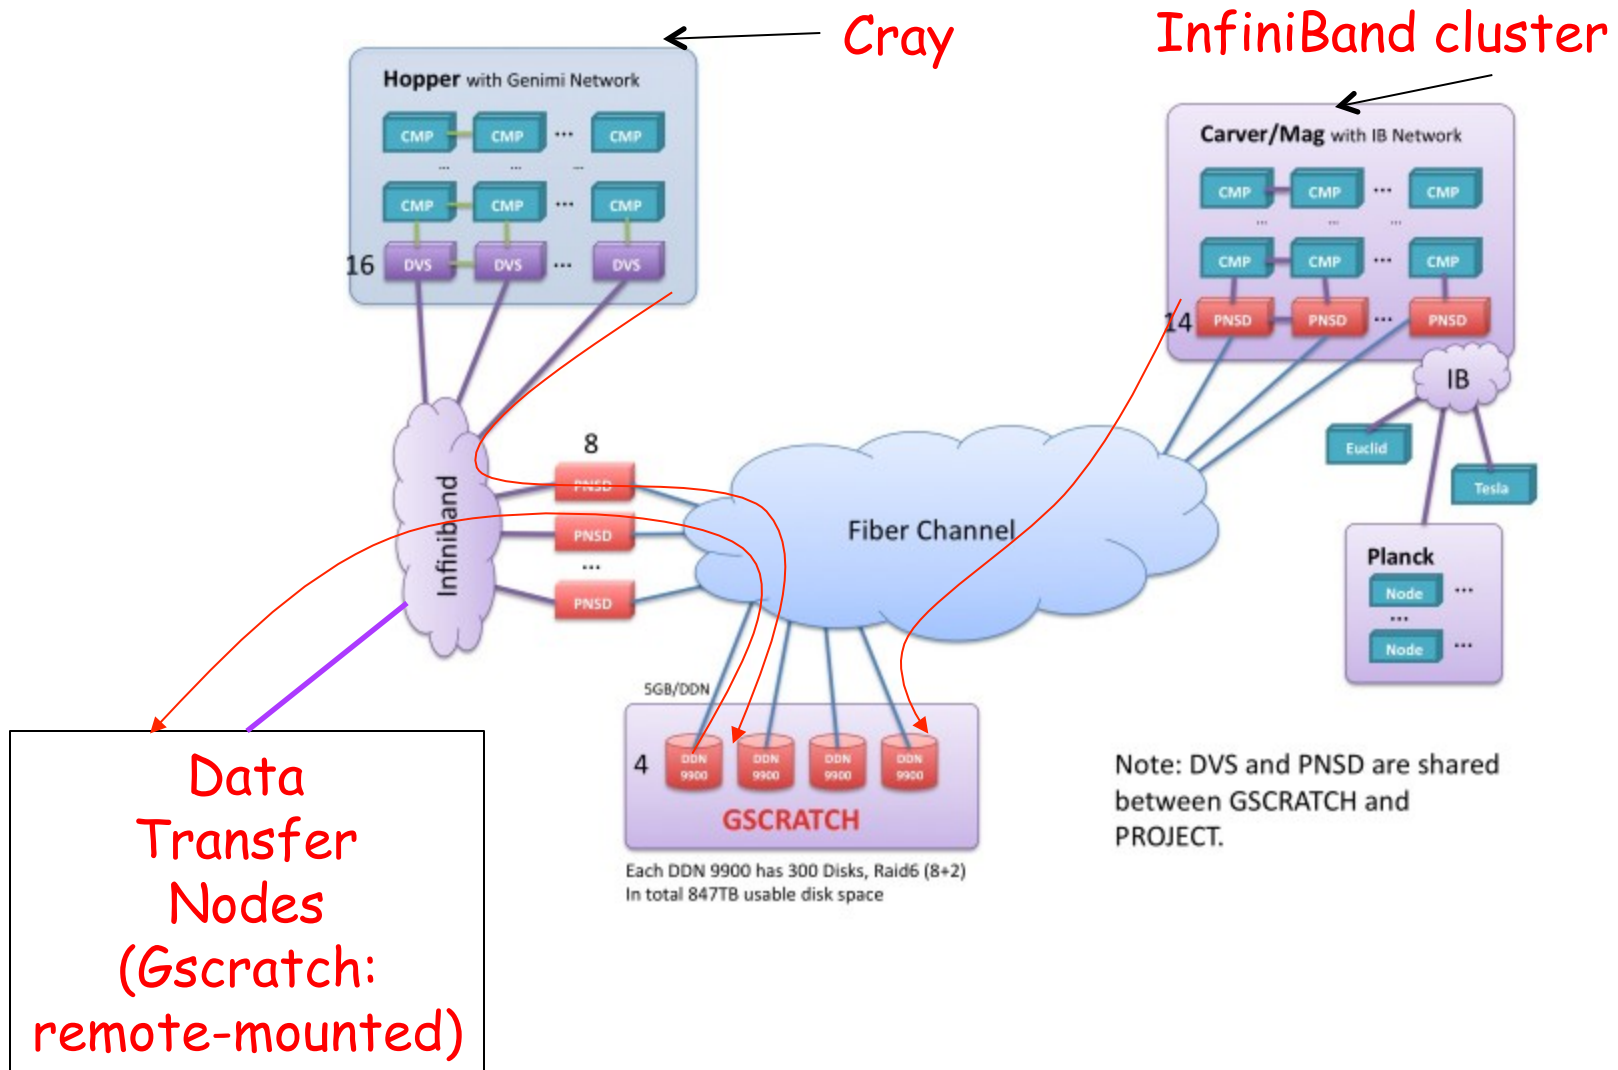 Cray
InfiniBand cluster
Hopper with Genimi Network
CMP CMP ... CMP
... ... ...
CMP CMP ... CMP
16 DVS DVS ... DVS
Carver/Mag with IB Network
CMP CMP ... CMP
... ... ...
CMP CMP ... CMP
14 PNSD PNSD ... PNSD
IB
Euclid
Tesla
Planck
Node ...
...
Node ...
Infiniband
8
PNSD
PNSD
...
PNSD
Fiber Channel
5GB/DDN
4
DDN 9900
DDN 9900
DDN 9900
DDN 9900
GSCRATCH
Each DDN 9900 has 300 Disks, Raid6 (8+2)
In total 847TB usable disk space
Note: DVS and PNSD are shared
between GSCRATCH and
PROJECT.
Data
Transfer
Nodes
(Gscratch:
remote-mounted)